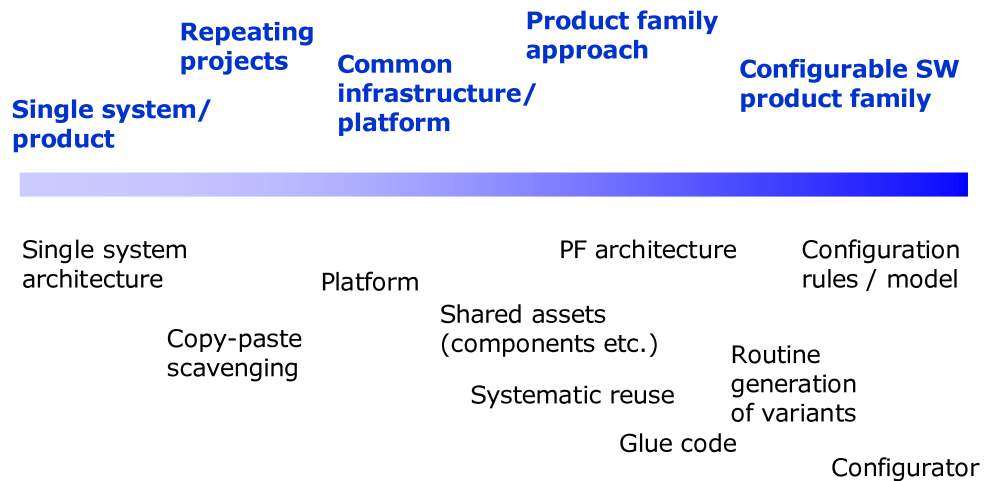 Single system/
product
Repeating
projects
Common
infrastructure/
platform
Product family
approach
Configurable SW
product family
Single system
architecture
Copy-paste
scavenging
Platform
Shared assets
(components etc.)
Systematic reuse
PF architecture
Glue code
Routine
generation
of variants
Configuration
rules / model
Configurator